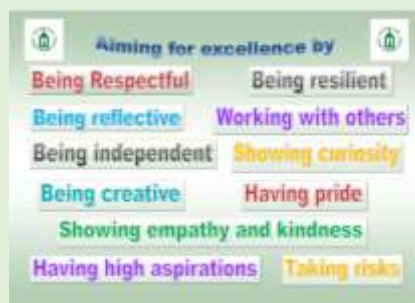 Aiming for excellence by
Being Respectful Being resilient
Being reflective Working with others
Being independent Showing curiosity
Being creative Having pride
Showing empathy and kindness
Having high aspirations Taking risks